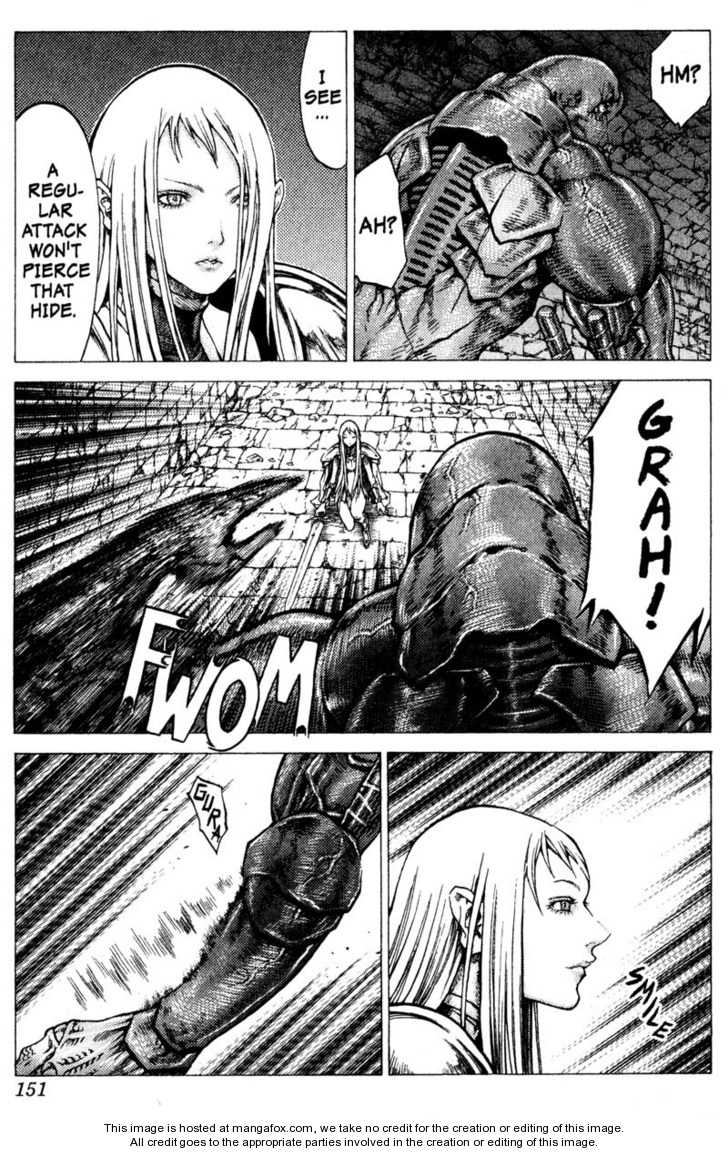 HM?
AH?
I
SEE
...
A
REGU-
LAR
ATTACK
WON'T
PIERCE
THAT
HIDE.
GRAH!
FWOM
SMILE
GURA
151
This image is hosted at mangafox.com, we take no credit for the creation or editing of this image.
All credit goes to the appropriate parties involved in the creation or editing of this image.